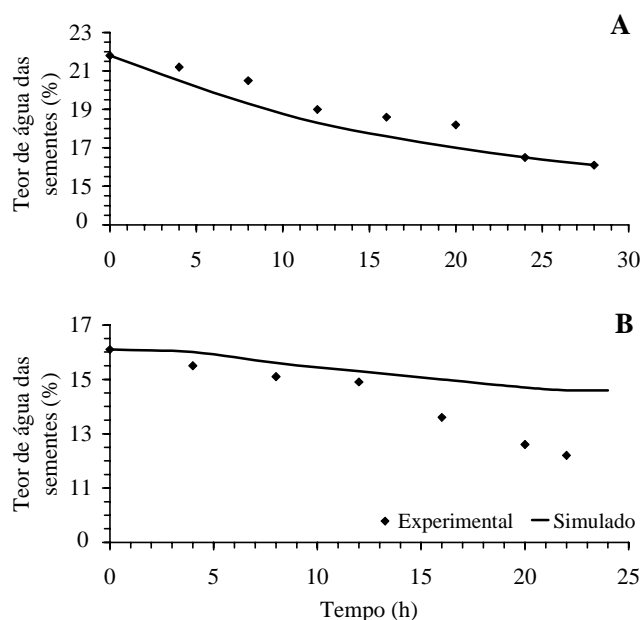 A
Teor de água das
sementes (%)
23
21
19
17
15
0
0 5 10 15 20 25 30
B
Teor de água das
sementes (%)
17
15
13
11
0
Experimental Simulado
0 5 10 15 20 25
Tempo (h)